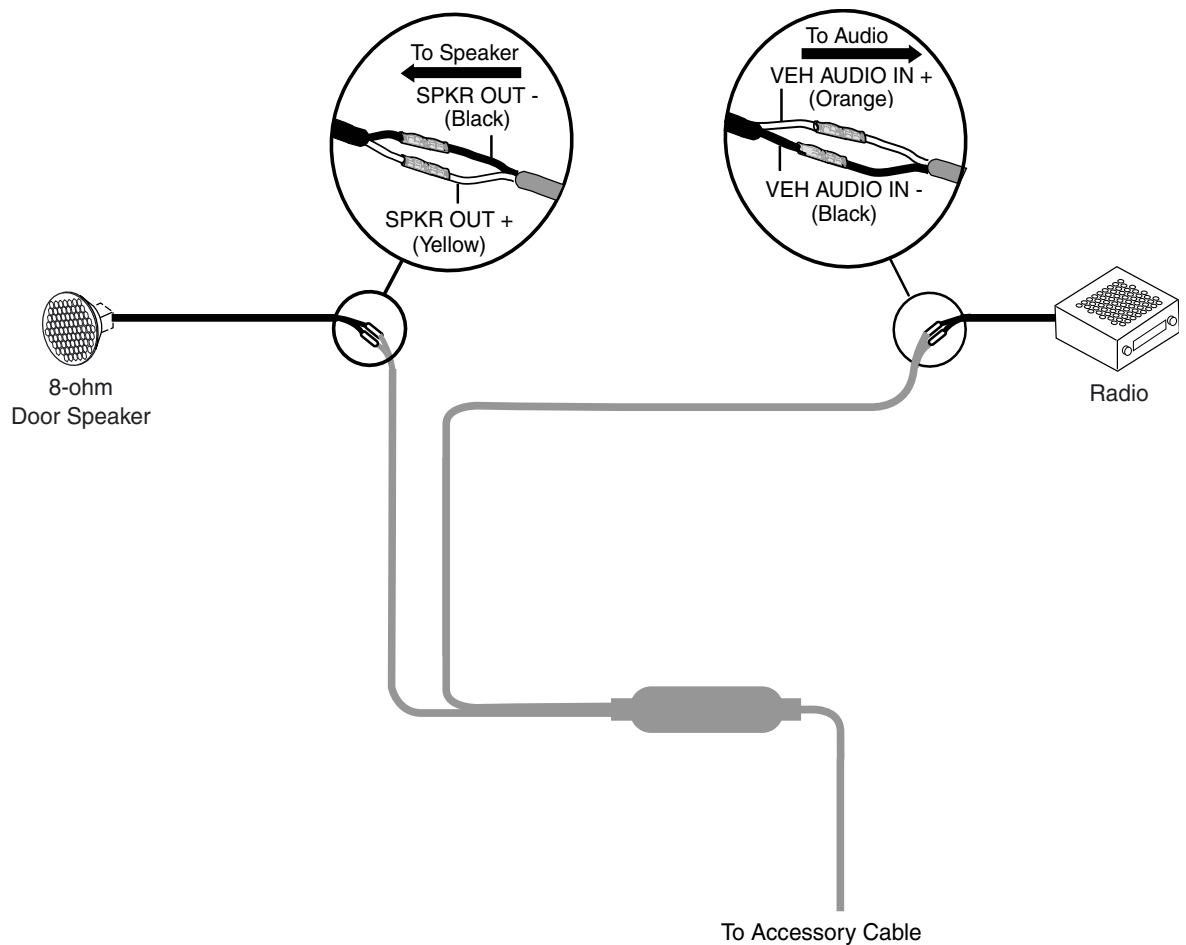 To Speaker
SPKR OUT -
(Black)
SPKR OUT +
(Yellow)
To Audio
VEH AUDIO IN +
(Orange)
VEH AUDIO IN -
(Black)
8-ohm
Door Speaker
Radio
To Accessory Cable